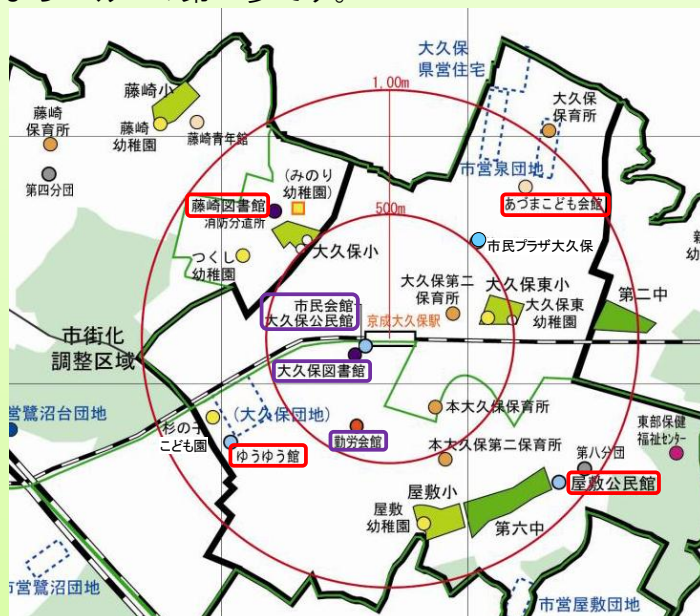 大久保
県営住宅
1,00m
藤崎小
藤崎
保育所
藤崎
幼稚園
藤崎青年館
大久保
保育所
第四分団
(みのり
幼稚園)
市営泉団地
藤崎図書館
消防分遣所
500m
あづまこども会館
つくし
幼稚園
大久保小
市民プラザ大久保
市民会館
大久保公民館
京成大久保駅
大久保第二
保育所
大久保東小
大久保東
幼稚園
第二中
市街化
調整区域
大久保図書館
営鷺沼台団地
(大久保団地)
杉の子
こども園
本大久保保育所
勤労会館
ゆうゆう館
本大久保第二保育所
第八分団
東部保健
福祉センター
屋敷公民館
屋敷小
屋敷
幼稚園
第六中
市営鷺沼団地
市営屋敷団地